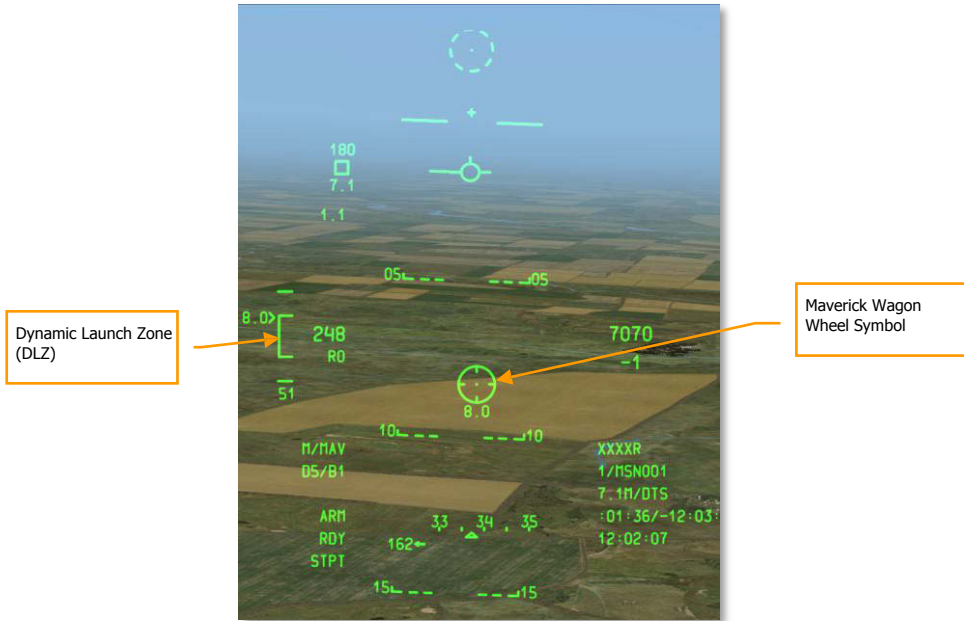 180
7.1
1.1
05 05
8.0>
248
R0
51
7070
-1
8.0
10 10
M/MAV
D5/B1
ARM
RDY
STPT
XXXXR
1/MSN001
7.1M/DTS
:01:36/-12:03:
12:02:07
33 34 35
162
15 15
Dynamic Launch Zone
(DLZ)
Maverick Wagon
Wheel Symbol